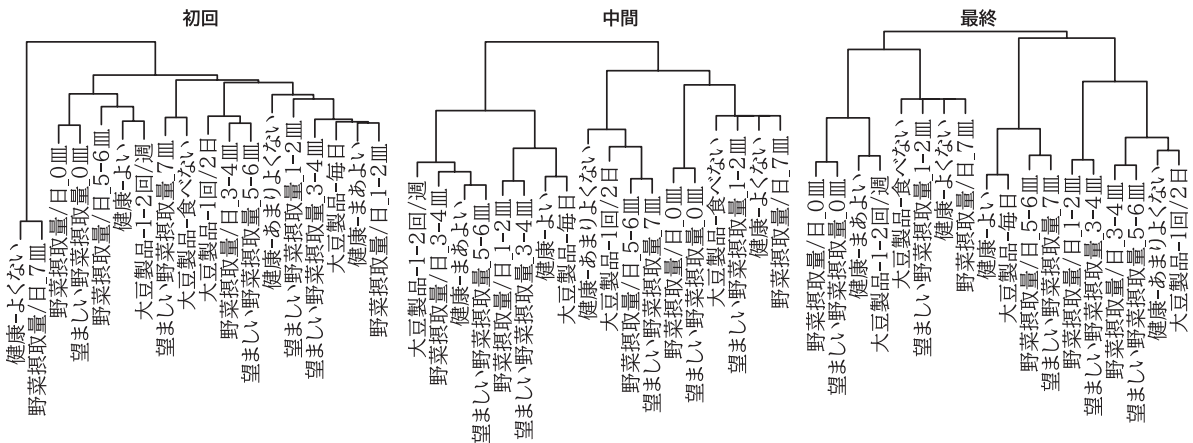 初回
健康-よくない
野菜摂取量/日_7皿
野菜摂取量/日_0皿
望ましい野菜摂取量_0皿
野菜摂取量/日_5-6皿
健康-よい
大豆製品-1-2回/週
望ましい野菜摂取量_7皿
大豆製品-食べない
大豆製品-1回/2日
野菜摂取量/日_3-4皿
望ましい野菜摂取量_5-6皿
健康-あまりよくない
望ましい野菜摂取量_1-2皿
望ましい野菜摂取量_3-4皿
大豆製品-毎日
健康-まあよい
野菜摂取量/日_1-2皿
中間
大豆製品-1-2回/週
野菜摂取量/日_3-4皿
健康-まあよい
望ましい野菜摂取量_5-6皿
野菜摂取量/日_1-2皿
望ましい野菜摂取量_3-4皿
健康-よい
大豆製品-毎日
健康-あまりよくない
大豆製品-1回/2日
野菜摂取量/日_5-6皿
望ましい野菜摂取量_7皿
野菜摂取量/日_0皿
望ましい野菜摂取量_0皿
大豆製品-食べない
望ましい野菜摂取量_1-2皿
健康-よくない
野菜摂取量/日_7皿
最終
野菜摂取量/日_0皿
望ましい野菜摂取量_0皿
健康-まあよい
大豆製品-1-2回/週
大豆製品-食べない
望ましい野菜摂取量_1-2皿
健康-よくない
野菜摂取量/日_7皿
健康-よい
大豆製品-毎日
野菜摂取量/日_5-6皿
望ましい野菜摂取量_7皿
野菜摂取量/日_1-2皿
望ましい野菜摂取量_3-4皿
野菜摂取量/日_3-4皿
望ましい野菜摂取量_5-6皿
健康-あまりよくない
大豆製品-1回/2日